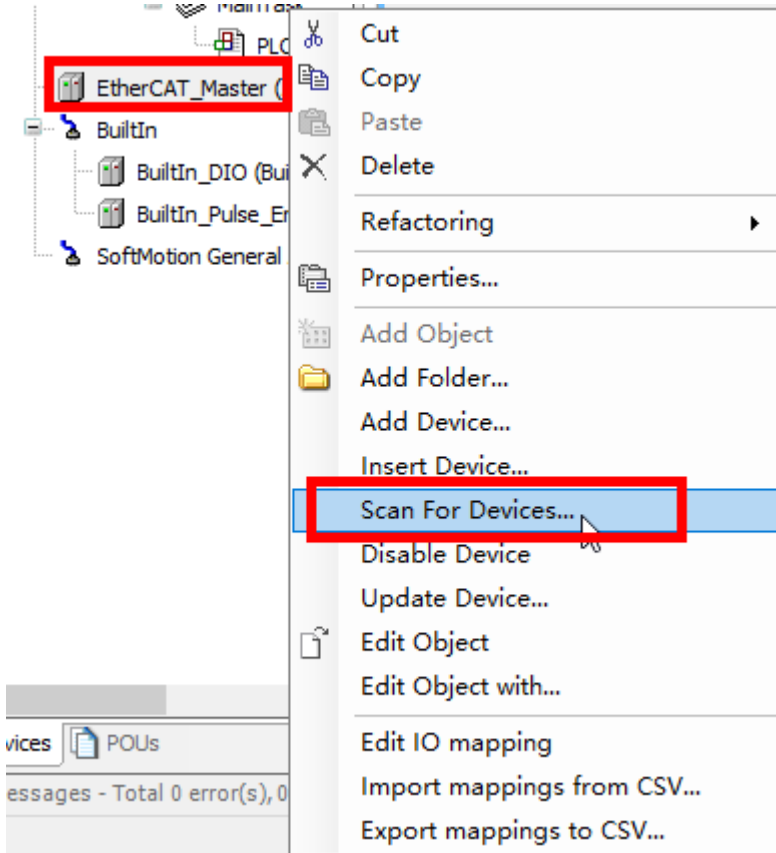 MainTask
PLC
EtherCAT_Master (
BuiltIn
BuiltIn_DIO (Bui
BuiltIn_Pulse_En
SoftMotion General
Cut
Copy
Paste
Delete
Refactoring
Properties...
Add Object
Add Folder...
Add Device...
Insert Device...
Scan For Devices...
Disable Device
Update Device...
Edit Object
Edit Object with...
Edit IO mapping
Import mappings from CSV...
Export mappings to CSV...
vices
POUs
essages - Total 0 error(s), 0